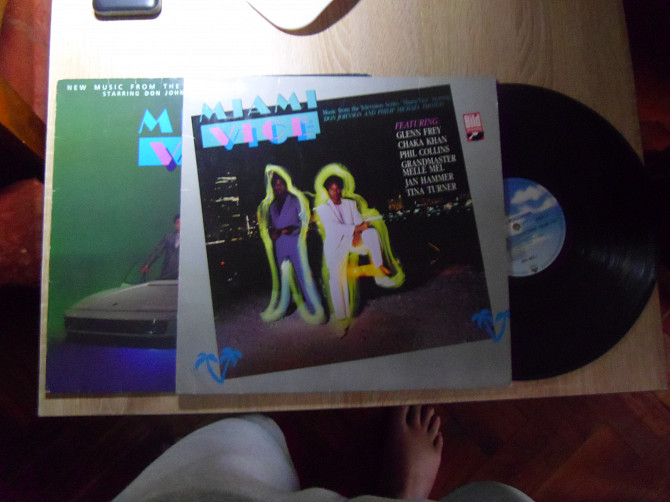 NEW MUSIC FROM THE
STARRING DON JOH
M
V
MIAMI
VICE
Music from the Television Series "Miami Vice" Starring
DON JOHNSON AND PHILIP MICHAEL THOMAS
FEATURING:
GLENN FREY
CHAKA KHAN
PHIL COLLINS
GRANDMASTER
MELLE MEL
JAN HAMMER
TINA TURNER
Bild